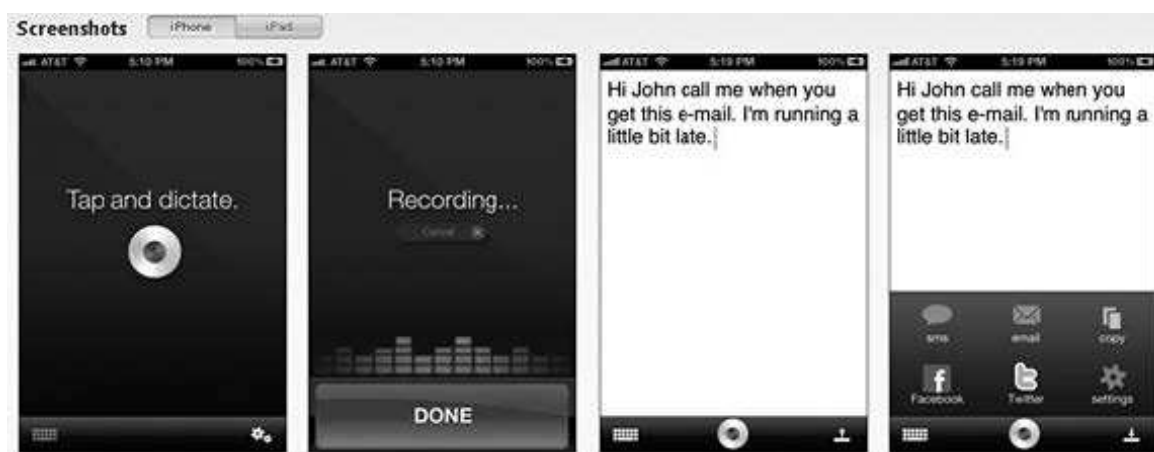 Screenshots iPhone iPad
AT&T 5:10 PM 100%
Tap and dictate.
AT&T 5:10 PM 100%
Recording...
Cancel
DONE
AT&T 5:19 PM 100%
Hi John call me when you
get this e-mail. I'm running a
little bit late.
AT&T 5:19 PM 100%
Hi John call me when you
get this e-mail. I'm running a
little bit late.
sms email copy
Facebook Twitter settings